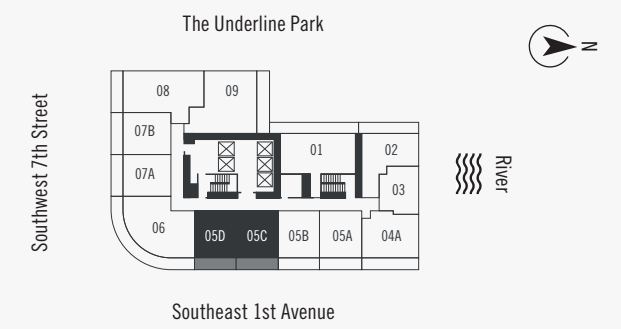 The Underline Park
N
Southwest 7th Street
08
09
07B
01
02
07A
03
River
06
05D
05C
05B
05A
04A
Southeast 1st Avenue